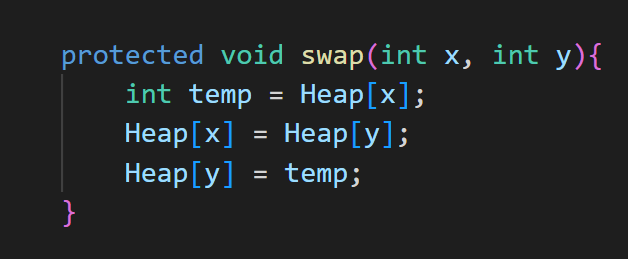 protected void swap(int x, int y){
    int temp = Heap[x];
    Heap[x] = Heap[y];
    Heap[y] = temp;
}